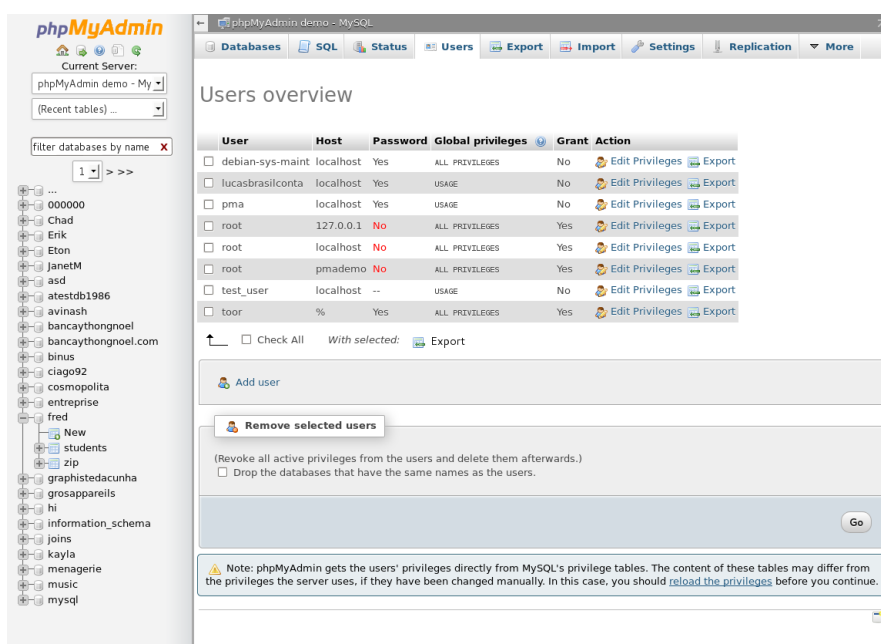 phpMyAdmin
Current Server:
phpMyAdmin demo - My
(Recent tables) ...
filter databases by name X
1 > >>
...
000000
Chad
Erik
Eton
JanetM
asd
atestdb1986
avinash
bancaythongnoel
bancaythongnoel.com
binus
ciago92
cosmopolita
entreprise
fred
New
students
zip
graphistedacunha
grosappareils
hi
information_schema
joins
kayla
menagerie
music
mysql
phpMyAdmin demo - MySQL
Databases SQL Status Users Export Import Settings Replication More
Users overview
User Host Password Global privileges Grant Action
debian-sys-maint localhost Yes ALL PRIVILEGES No Edit Privileges Export
lucasbrasilconta localhost Yes USAGE No Edit Privileges Export
pma localhost Yes USAGE No Edit Privileges Export
root 127.0.0.1 No ALL PRIVILEGES Yes Edit Privileges Export
root localhost No ALL PRIVILEGES Yes Edit Privileges Export
root pmademo No ALL PRIVILEGES Yes Edit Privileges Export
test_user localhost -- USAGE No Edit Privileges Export
toor % Yes ALL PRIVILEGES Yes Edit Privileges Export
Check All With selected: Export
Add user
Remove selected users
(Revoke all active privileges from the users and delete them afterwards.)
Drop the databases that have the same names as the users.
Go
Note: phpMyAdmin gets the users' privileges directly from MySQL's privilege tables. The content of these tables may differ from
the privileges the server uses, if they have been changed manually. In this case, you should reload the privileges before you continue.